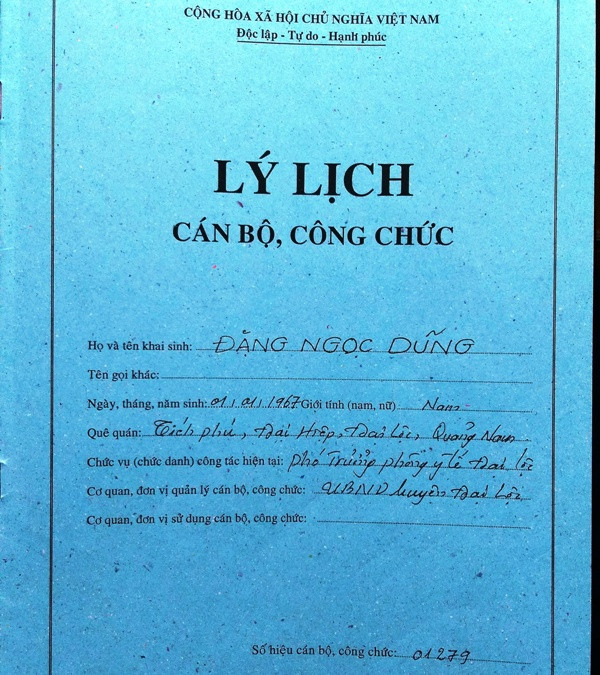 CỘNG HÒA XÃ HỘI CHỦ NGHĨA VIỆT NAM
Độc lập - Tự do - Hạnh phúc
LÝ LỊCH
CÁN BỘ, CÔNG CHỨC
Họ và tên khai sinh: ĐẶNG NGỌC DŨNG
Tên gọi khác:
Ngày, tháng, năm sinh: 01/01/1967 Giới tính (nam, nữ) Nam
Quê quán: Tích phú, Đại Hiệp, Đại Lộc, Quảng Nam
Chức vụ (chức danh) công tác hiện tại: phó Trưởng phòng y tế Đại Lộc
Cơ quan, đơn vị quản lý cán bộ, công chức: UBND huyện Đại Lộc
Cơ quan, đơn vị sử dụng cán bộ, công chức:
Số hiệu cán bộ, công chức: 01279